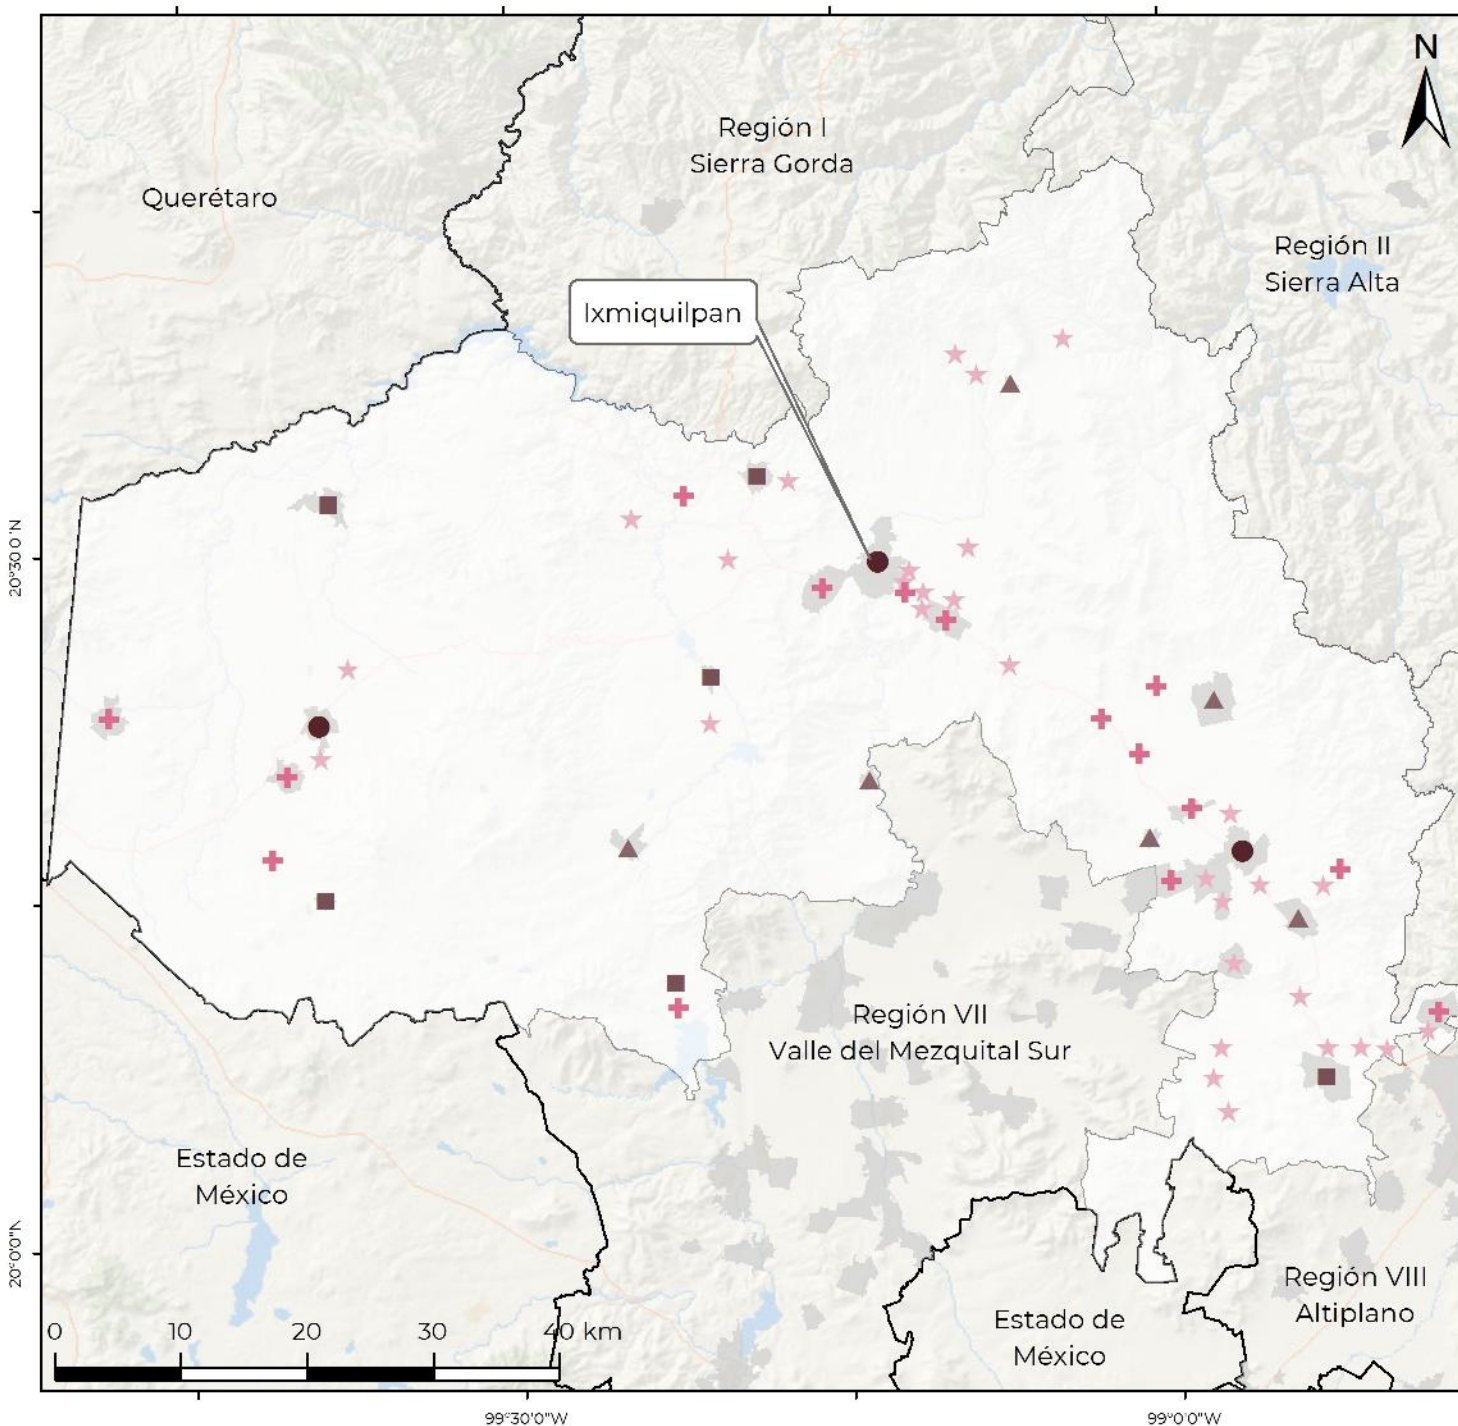 N
Región I
Sierra Gorda
Querétaro
Región II
Sierra Alta
Ixmiquilpan
20°30'0"N
Región VII
Valle del Mezquital Sur
Estado de
México
20°0'0"N
Región VIII
Altiplano
Estado de
México
0 10 20 30 40 km
99°30'0"W 99°0'0"W